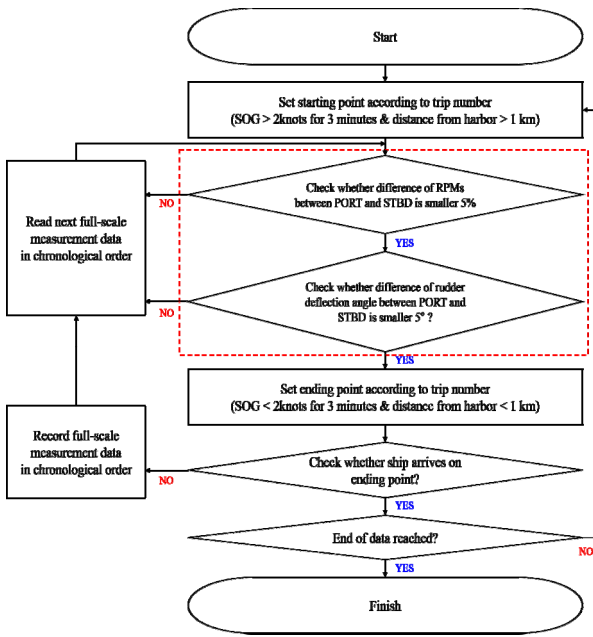 Start
Set starting point according to trip number
(SOG > 2knots for 3 minutes & distance from harbor > 1 km)
Check whether difference of RPMs
between PORT and STBD is smaller 5%
NO
Read next full-scale
measurement data
in chronological order
YES
Check whether difference of rudder
deflection angle between PORT and
STBD is smaller 5° ?
NO
YES
Set ending point according to trip number
(SOG < 2knots for 3 minutes & distance from harbor < 1 km)
Record full-scale
measurement data
in chronological order
Check whether ship arrives on
ending point?
NO
YES
End of data reached?
NO
YES
Finish